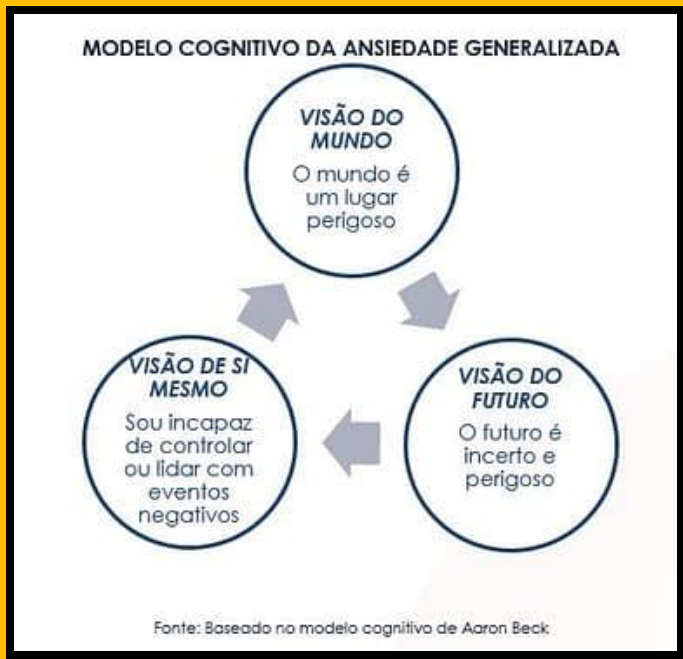 MODELO COGNITIVO DA ANSIEDADE GENERALIZADA
VISÃO DO
MUNDO
O mundo é
um lugar
perigoso
VISÃO DE SI
MESMO
Sou incapaz
de controlar
ou lidar com
eventos
negativos
VISÃO DO
FUTURO
O futuro é
incerto e
perigoso
Fonte: Baseado no modelo cognitivo de Aaron Beck